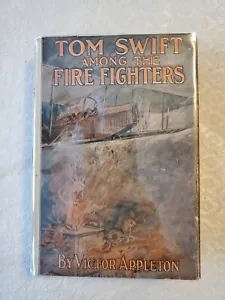 TOM SWIFT
AMONG THE
FIRE FIGHTERS
BY VICTOR APPLETON